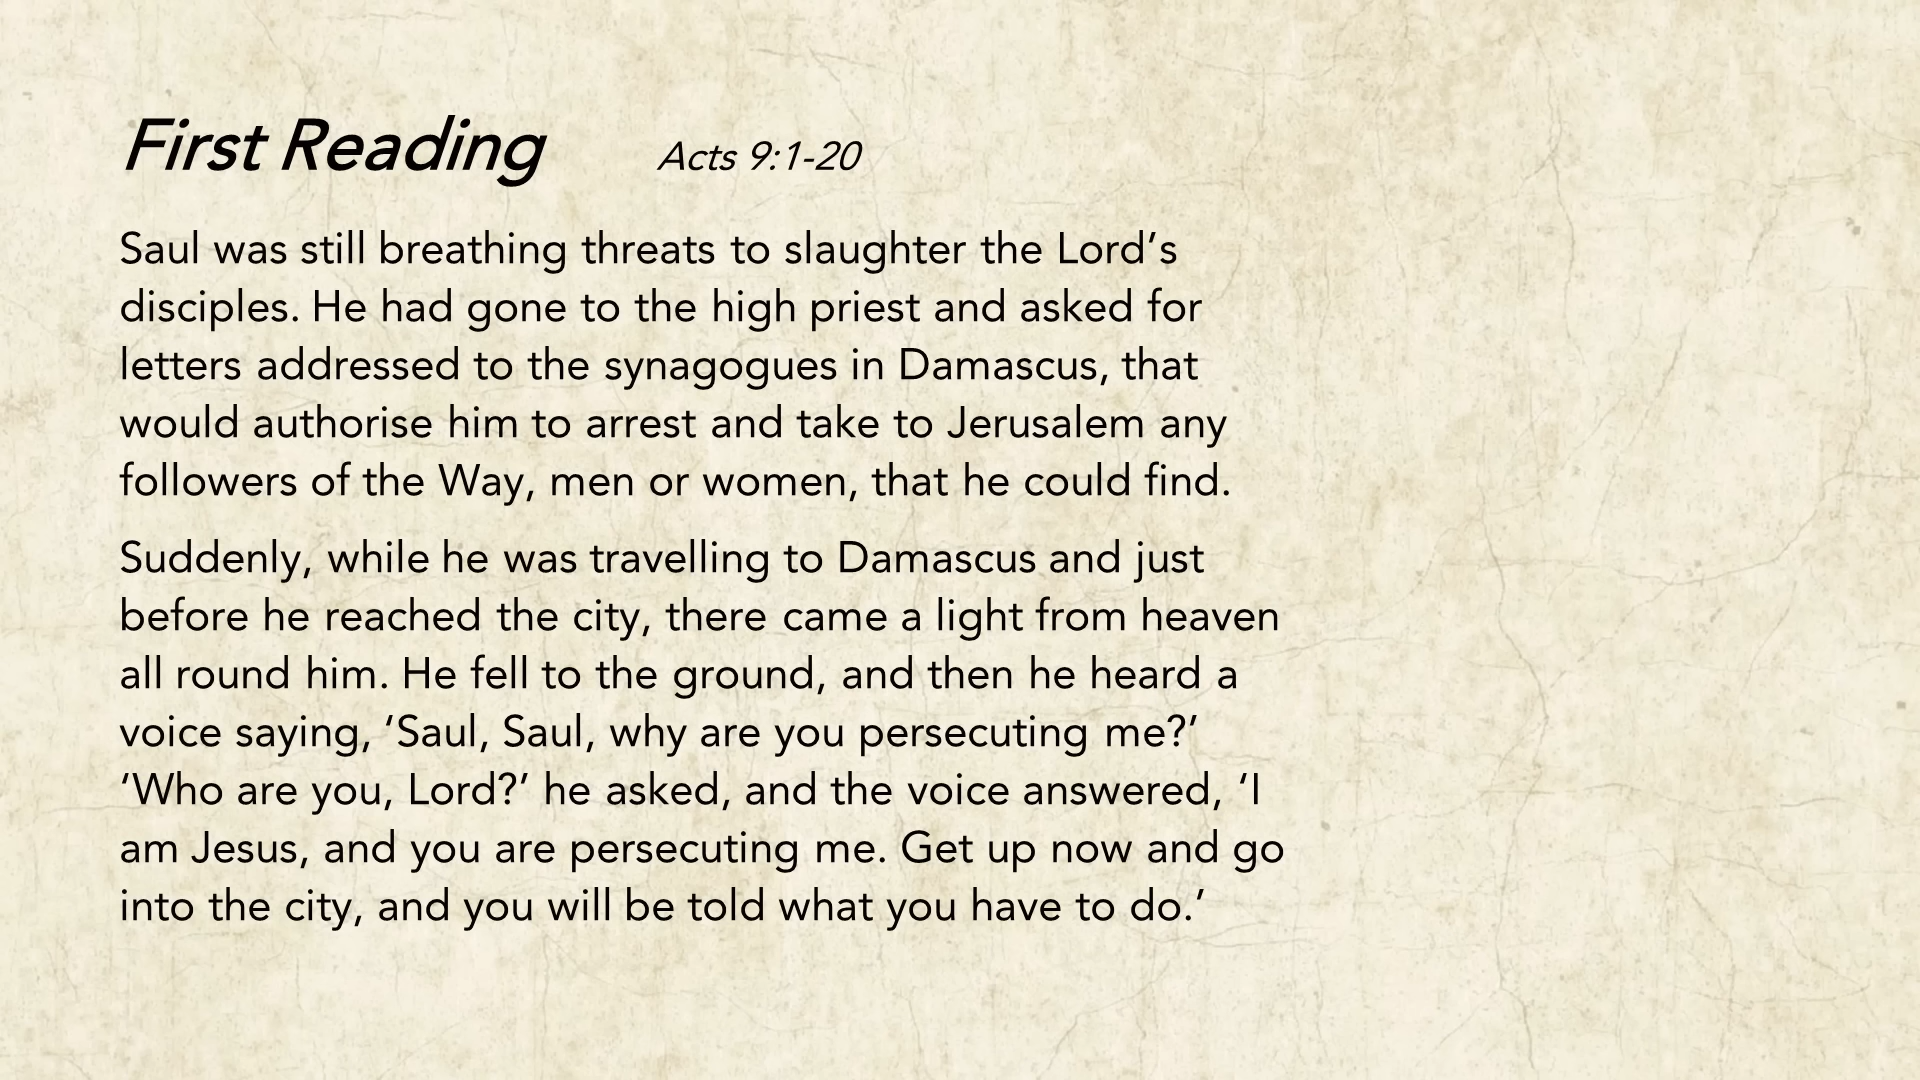 First Reading Acts 9:1-20
Saul was still breathing threats to slaughter the Lord’s
disciples. He had gone to the high priest and asked for
letters addressed to the synagogues in Damascus, that
would authorise him to arrest and take to Jerusalem any
followers of the Way, men or women, that he could find.
Suddenly, while he was travelling to Damascus and just
before he reached the city, there came a light from heaven
all round him. He fell to the ground, and then he heard a
voice saying, ‘Saul, Saul, why are you persecuting me?’
‘Who are you, Lord?’ he asked, and the voice answered, ‘I
am Jesus, and you are persecuting me. Get up now and go
into the city, and you will be told what you have to do.’